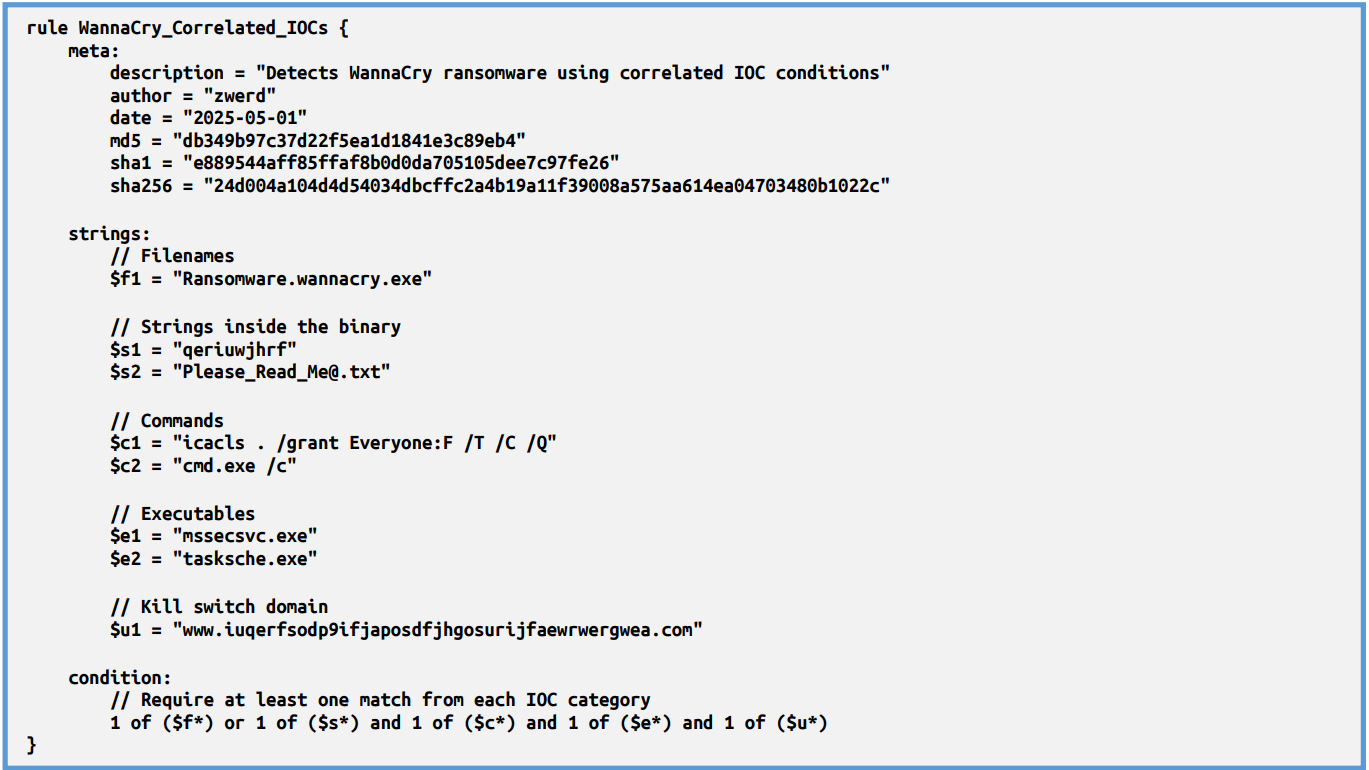 rule WannaCry_Correlated_IOCs {
meta:
description = "Detects WannaCry ransomware using correlated IOC conditions"
author = "zwerd"
date = "2025-05-01"
md5 = "db349b97c37d22f5ea1d1841e3c89eb4"
sha1 = "e889544aff85ffaf8b0d0da705105dee7c97fe26"
sha256 = "24d004a104d4d54034dbcffc2a4b19a11f39008a575aa614ea04703480b1022c"
strings:
// Filenames
$f1 = "Ransomware.wannacry.exe"
// Strings inside the binary
$s1 = "qeriuwjhrf"
$s2 = "Please_Read_Me@.txt"
// Commands
$c1 = "icacls . /grant Everyone:F /T /C /Q"
$c2 = "cmd.exe /c"
// Executables
$e1 = "mssecsvc.exe"
$e2 = "tasksche.exe"
// Kill switch domain
$u1 = "www.iuqerfsodp9ifjaposdfjhgosurijfaewrwergwea.com"
condition:
// Require at least one match from each IOC category
1 of ($f*) or 1 of ($s*) and 1 of ($c*) and 1 of ($e*) and 1 of ($u*)
}